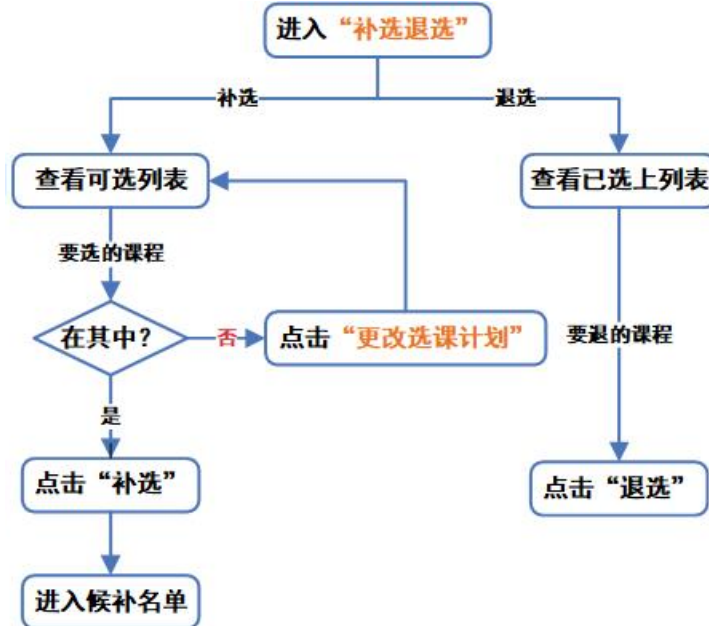 进入“补选退选”
补选
退选
查看可选列表
查看已选上列表
要选的课程
在其中？
否
点击“更改选课计划”
要退的课程
是
点击“补选”
点击“退选”
进入候补名单